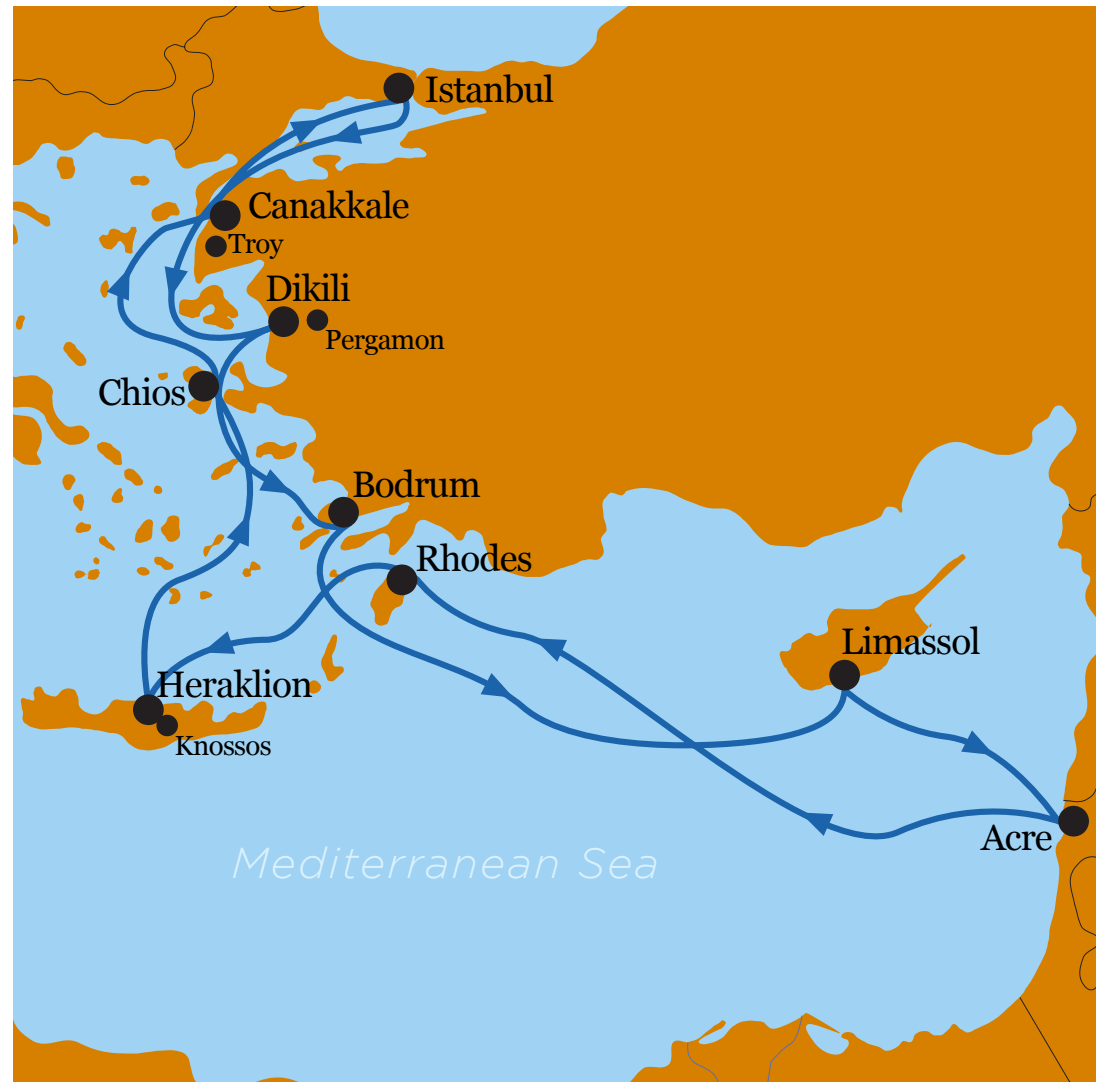 Istanbul
Canakkale
Troy
Dikili
Pergamon
Chios
Bodrum
Rhodes
Limassol
Heraklion
Knossos
Acre
Mediterranean Sea